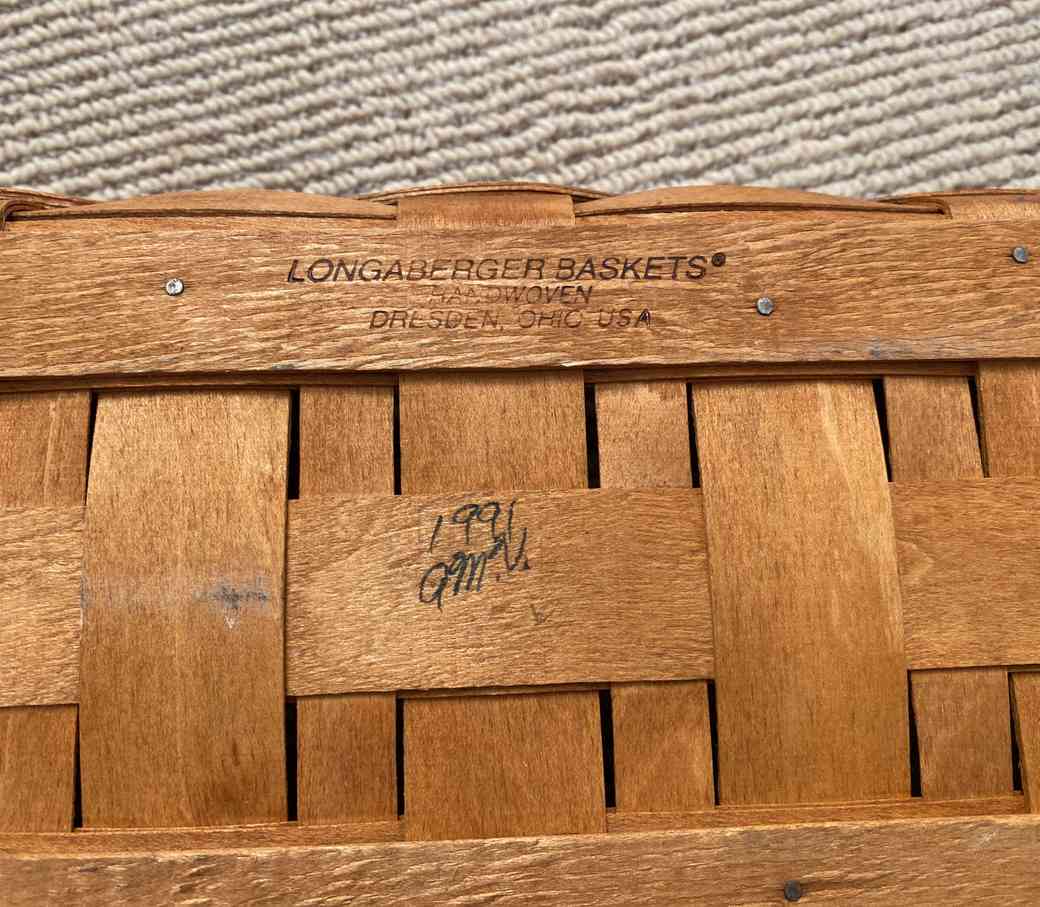 LONGABERGER BASKETS®
HANDWOVEN
DRESDEN, OHIO USA
1991